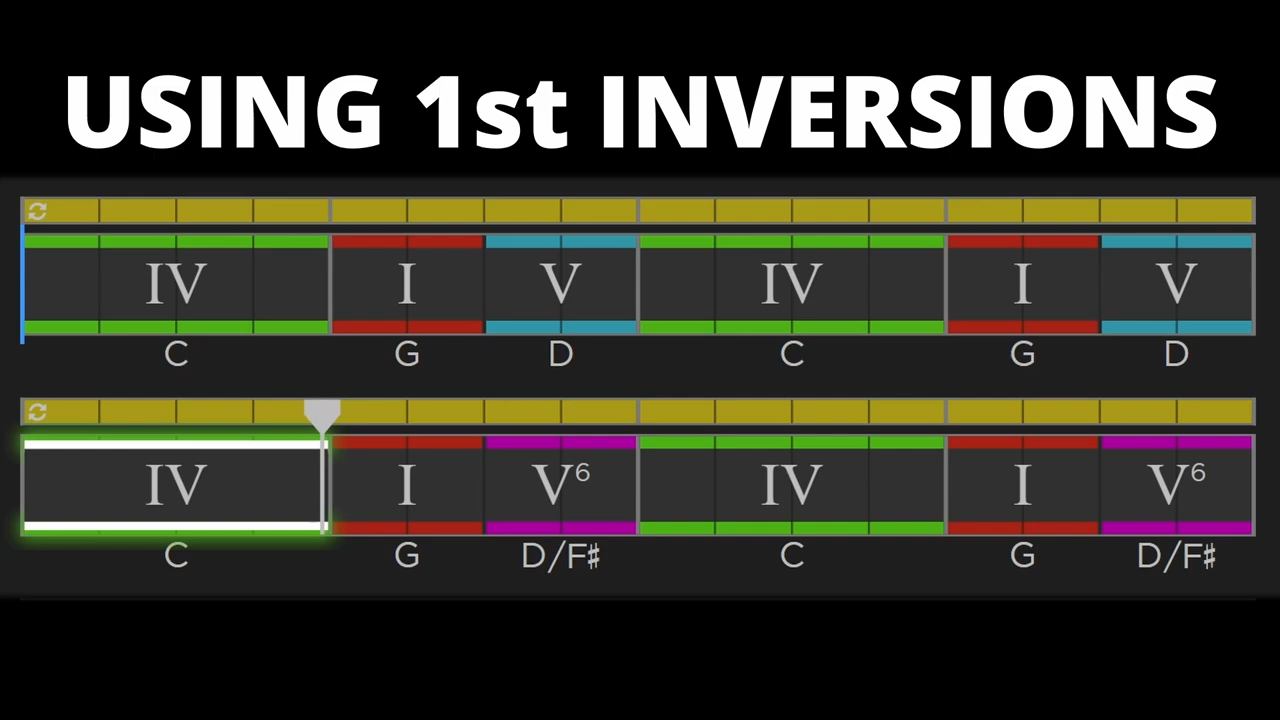 USING 1st INVERSIONS
IV I V IV I V
C G D C G D
IV I V⁶ IV I V⁶
C G D/F♯ C G D/F♯